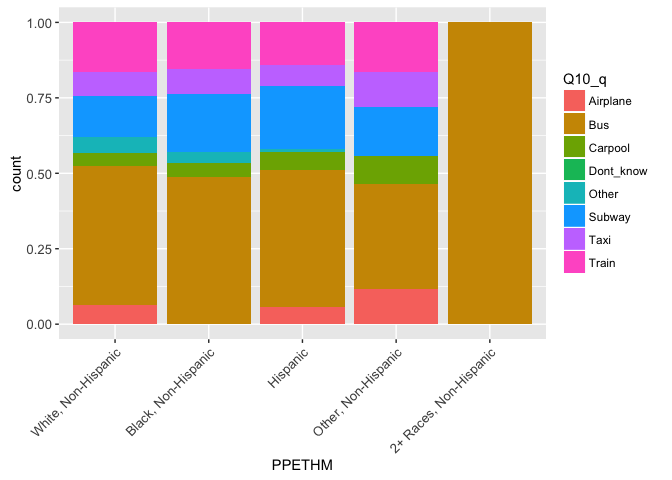 1.00
0.75
0.50
0.25
0.00
count
White, Non-Hispanic
Black, Non-Hispanic
Hispanic
Other, Non-Hispanic
2+ Races, Non-Hispanic
PPETHM
Q10_q
Airplane
Bus
Carpool
Dont_know
Other
Subway
Taxi
Train